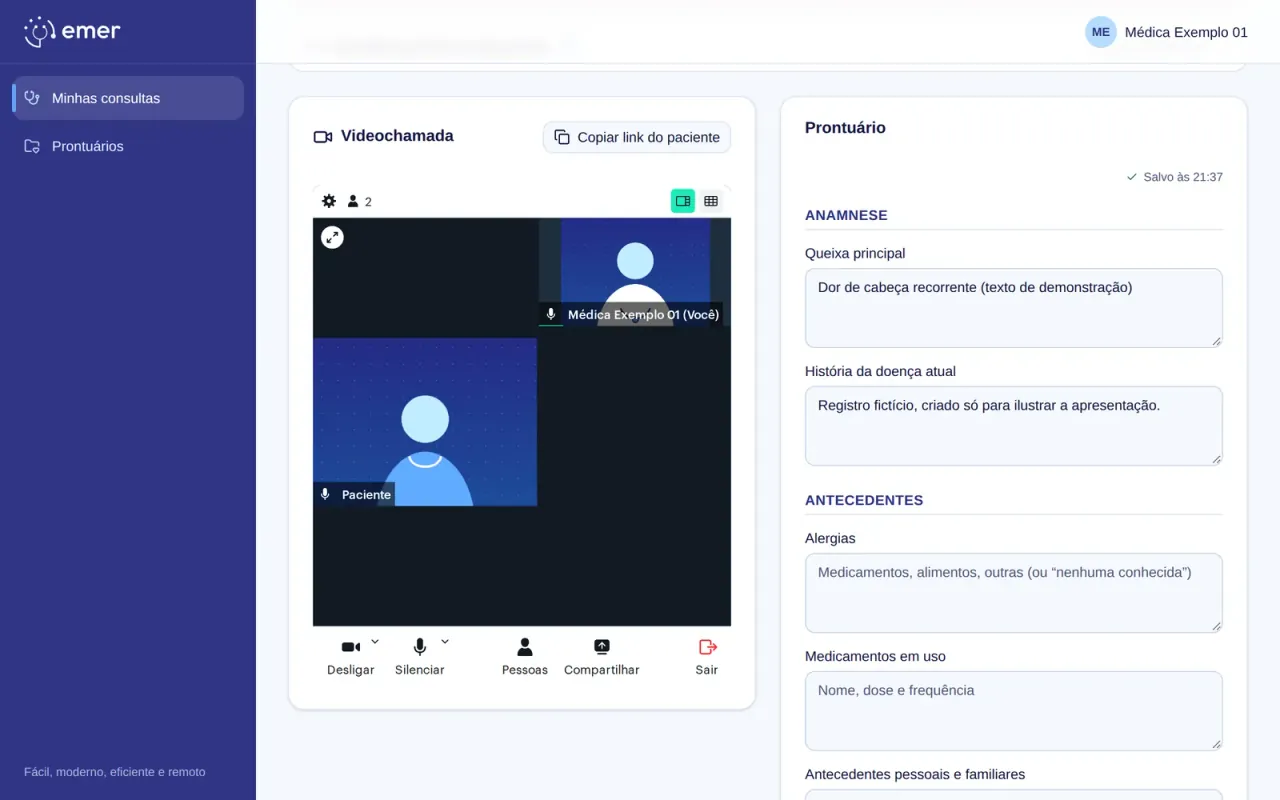 emer
ME
Médica Exemplo 01
Minhas consultas
Prontuários
Fácil, moderno, eficiente e remoto
Videochamada
Copiar link do paciente
2
Médica Exemplo 01 (Você)
Paciente
Desligar
Silenciar
Pessoas
Compartilhar
Sair
Prontuário
Salvo às 21:37
ANAMNESE
Queixa principal
Dor de cabeça recorrente (texto de demonstração)
História da doença atual
Registro fictício, criado só para ilustrar a apresentação.
ANTECEDENTES
Alergias
Medicamentos, alimentos, outras (ou “nenhuma conhecida”)
Medicamentos em uso
Nome, dose e frequência
Antecedentes pessoais e familiares